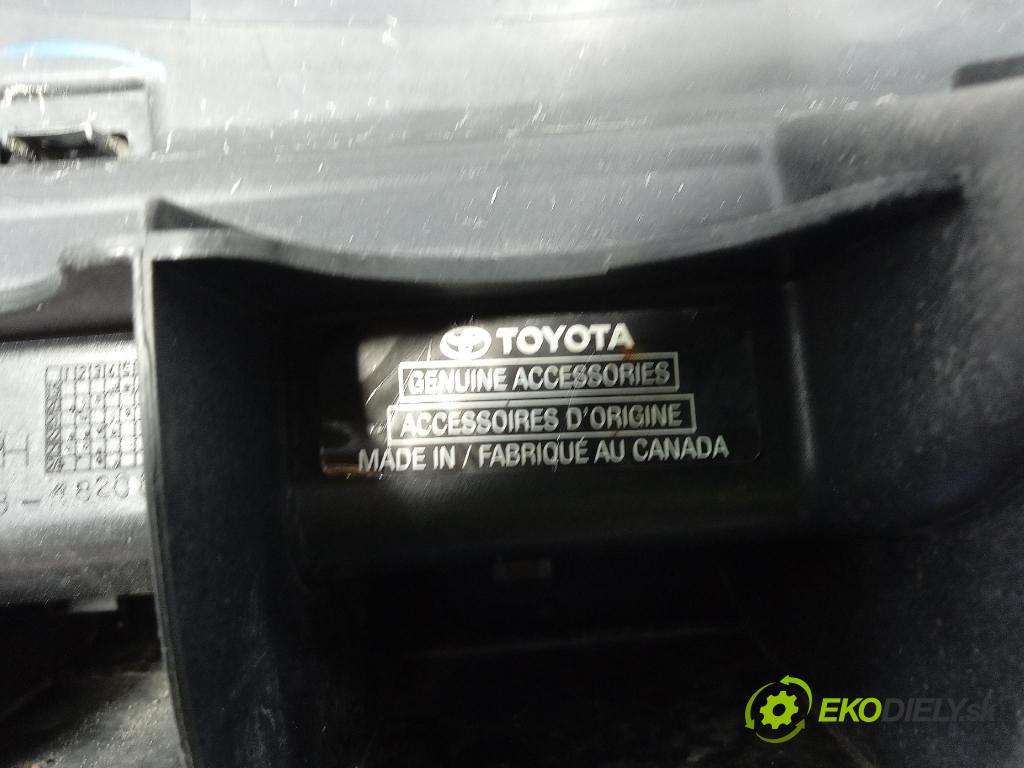 TOYOTA
GENUINE ACCESSORIES
ACCESSOIRES D'ORIGINE
MADE IN / FABRIQUÉ AU CANADA
EKODIELY.sk